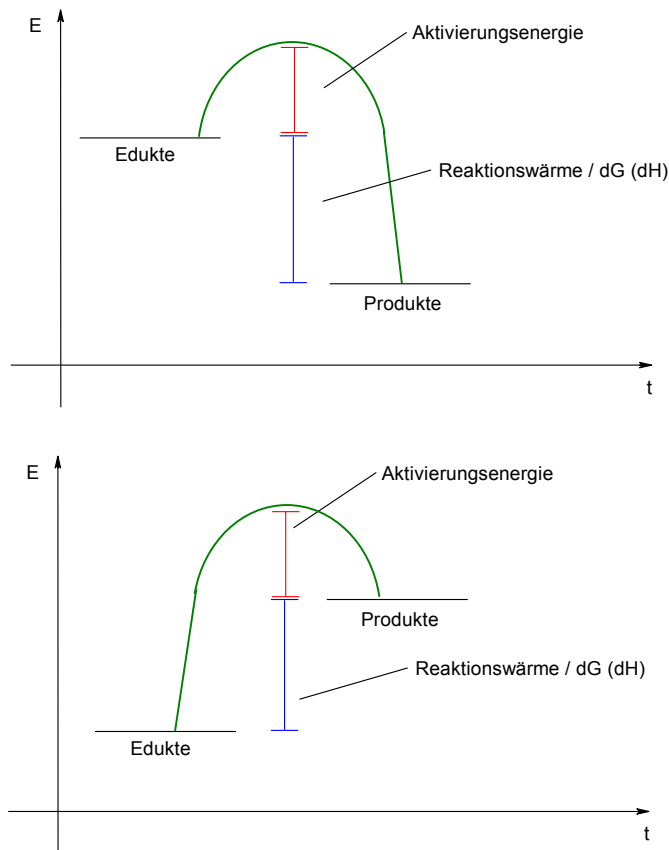 E
Aktivierungsenergie
Edukte
Reaktionswärme / dG (dH)
Produkte
t
E
Aktivierungsenergie
Produkte
Reaktionswärme / dG (dH)
Edukte
t